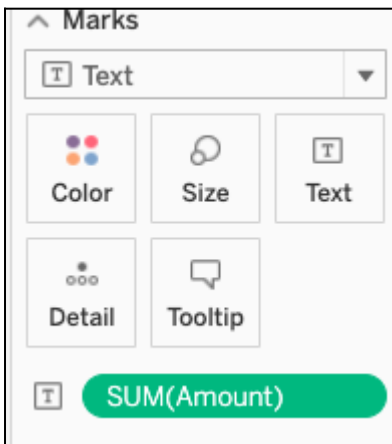 Marks
T Text
Color Size T Text
Detail Tooltip
T SUM(Amount)